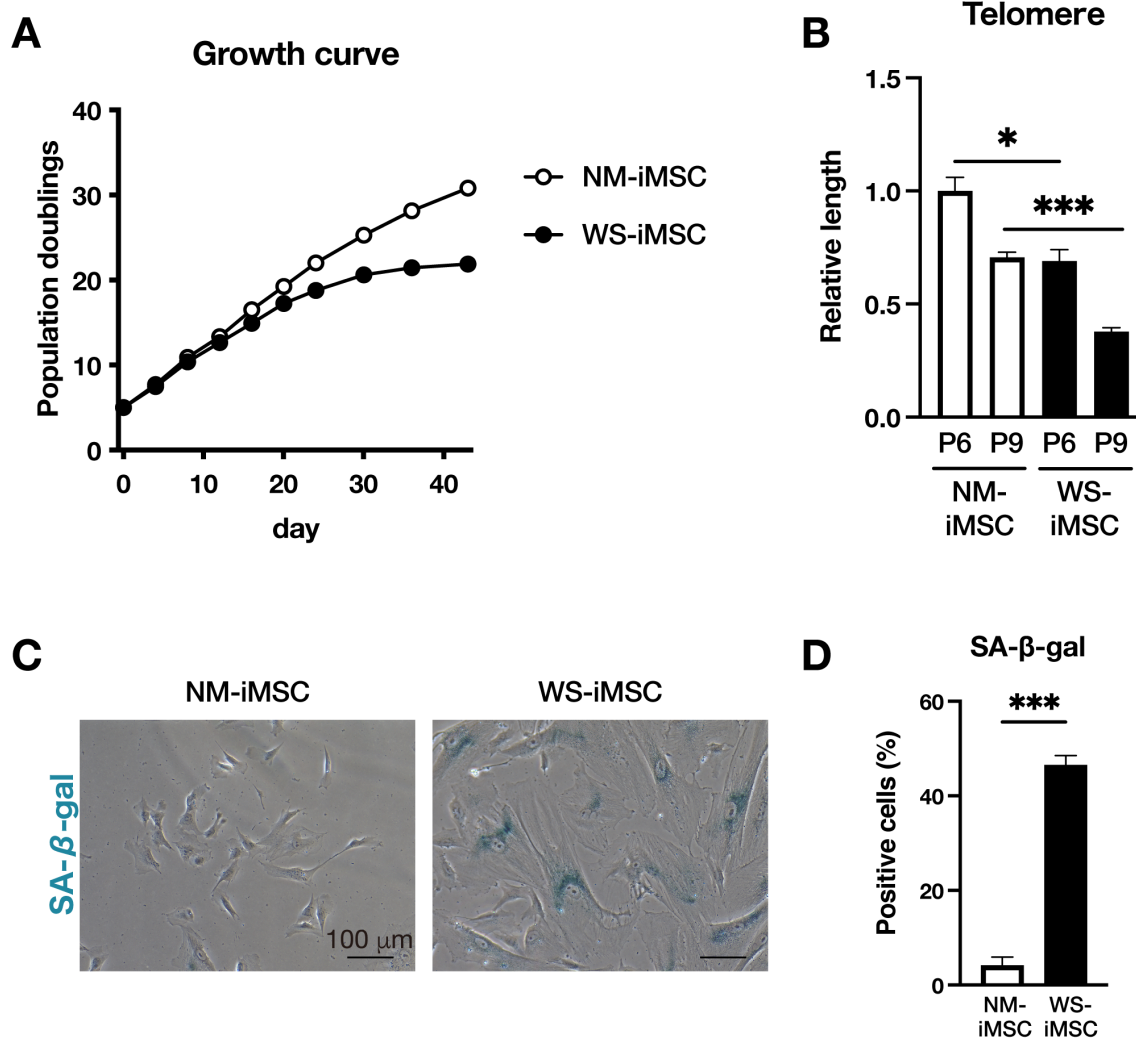 A
Growth curve
Population doublings
40
30
20
10
0
0 10 20 30 40
day
NM-iMSC
WS-iMSC
B
Telomere
Relative length
1.5
1.0
0.5
0.0
*
***
P6 P9 P6 P9
NM-
iMSC
WS-
iMSC
C
NM-iMSC
WS-iMSC
SA-β-gal
100 μm
D
SA-β-gal
Positive cells (%)
60
40
20
0
***
NM-
iMSC
WS-
iMSC